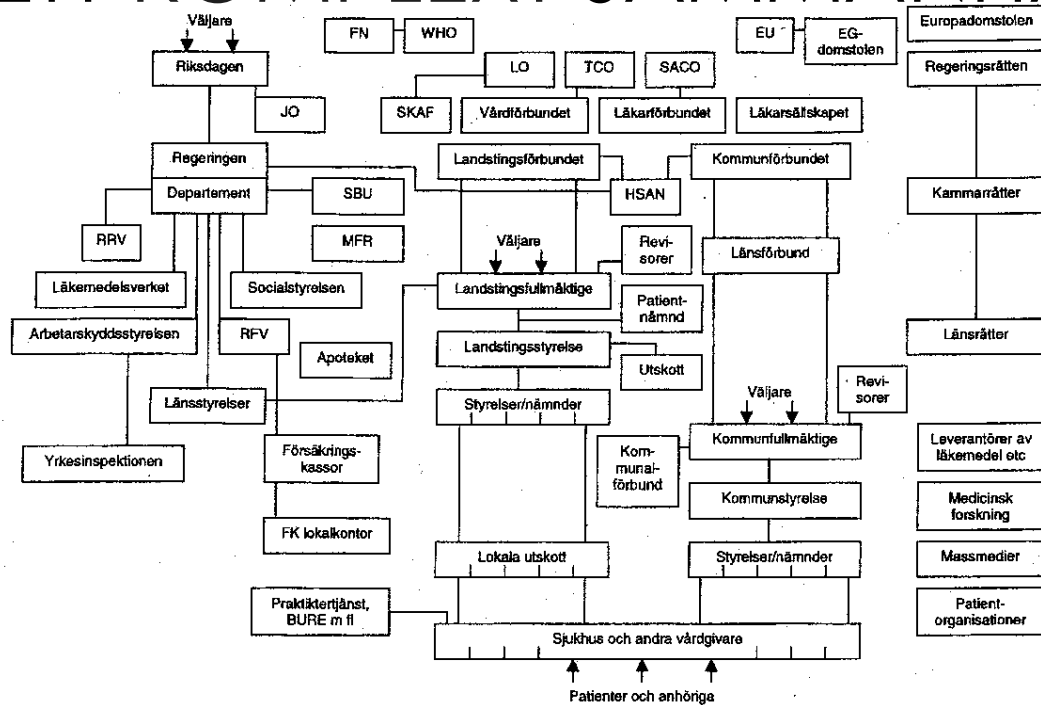 ETT KOMPLEXT SAMMANHANG
Väljare
FN
WHO
EU
EG-
domstolen
Europadomstolen
Riksdagen
LO
TCO
SACO
Regeringsrätten
JO
SKAF
Vårdförbundet
Läkarförbundet
Läkarsällskapet
Regeringen
Landstingsförbundet
Kommunförbundet
Departement
SBU
HSAN
Kammarrätter
RRV
MFR
Väljare
Revi-
sorer
Länsförbund
Läkemedelsverket
Socialstyrelsen
Landstingsfullmäktige
Patient-
nämnd
Arbetarskyddsstyrelsen
RFV
Apoteket
Landstingsstyrelse
Utskott
Länsrätter
Länsstyrelser
Styrelser/nämnder
Väljare
Revi-
sorer
Yrkesinspektionen
Försäkrings-
kassor
Kom-
munal-
förbund
Kommunfullmäktige
Leverantörer av
läkemedel etc
Kommunstyrelse
Medicinsk
forskning
FK lokalkontor
Lokala utskott
Styrelser/nämnder
Massmedier
Praktiktertjänst,
BURE m fl
Patient-
organisationer
Sjukhus och andra vårdgivare
Patienter och anhöriga